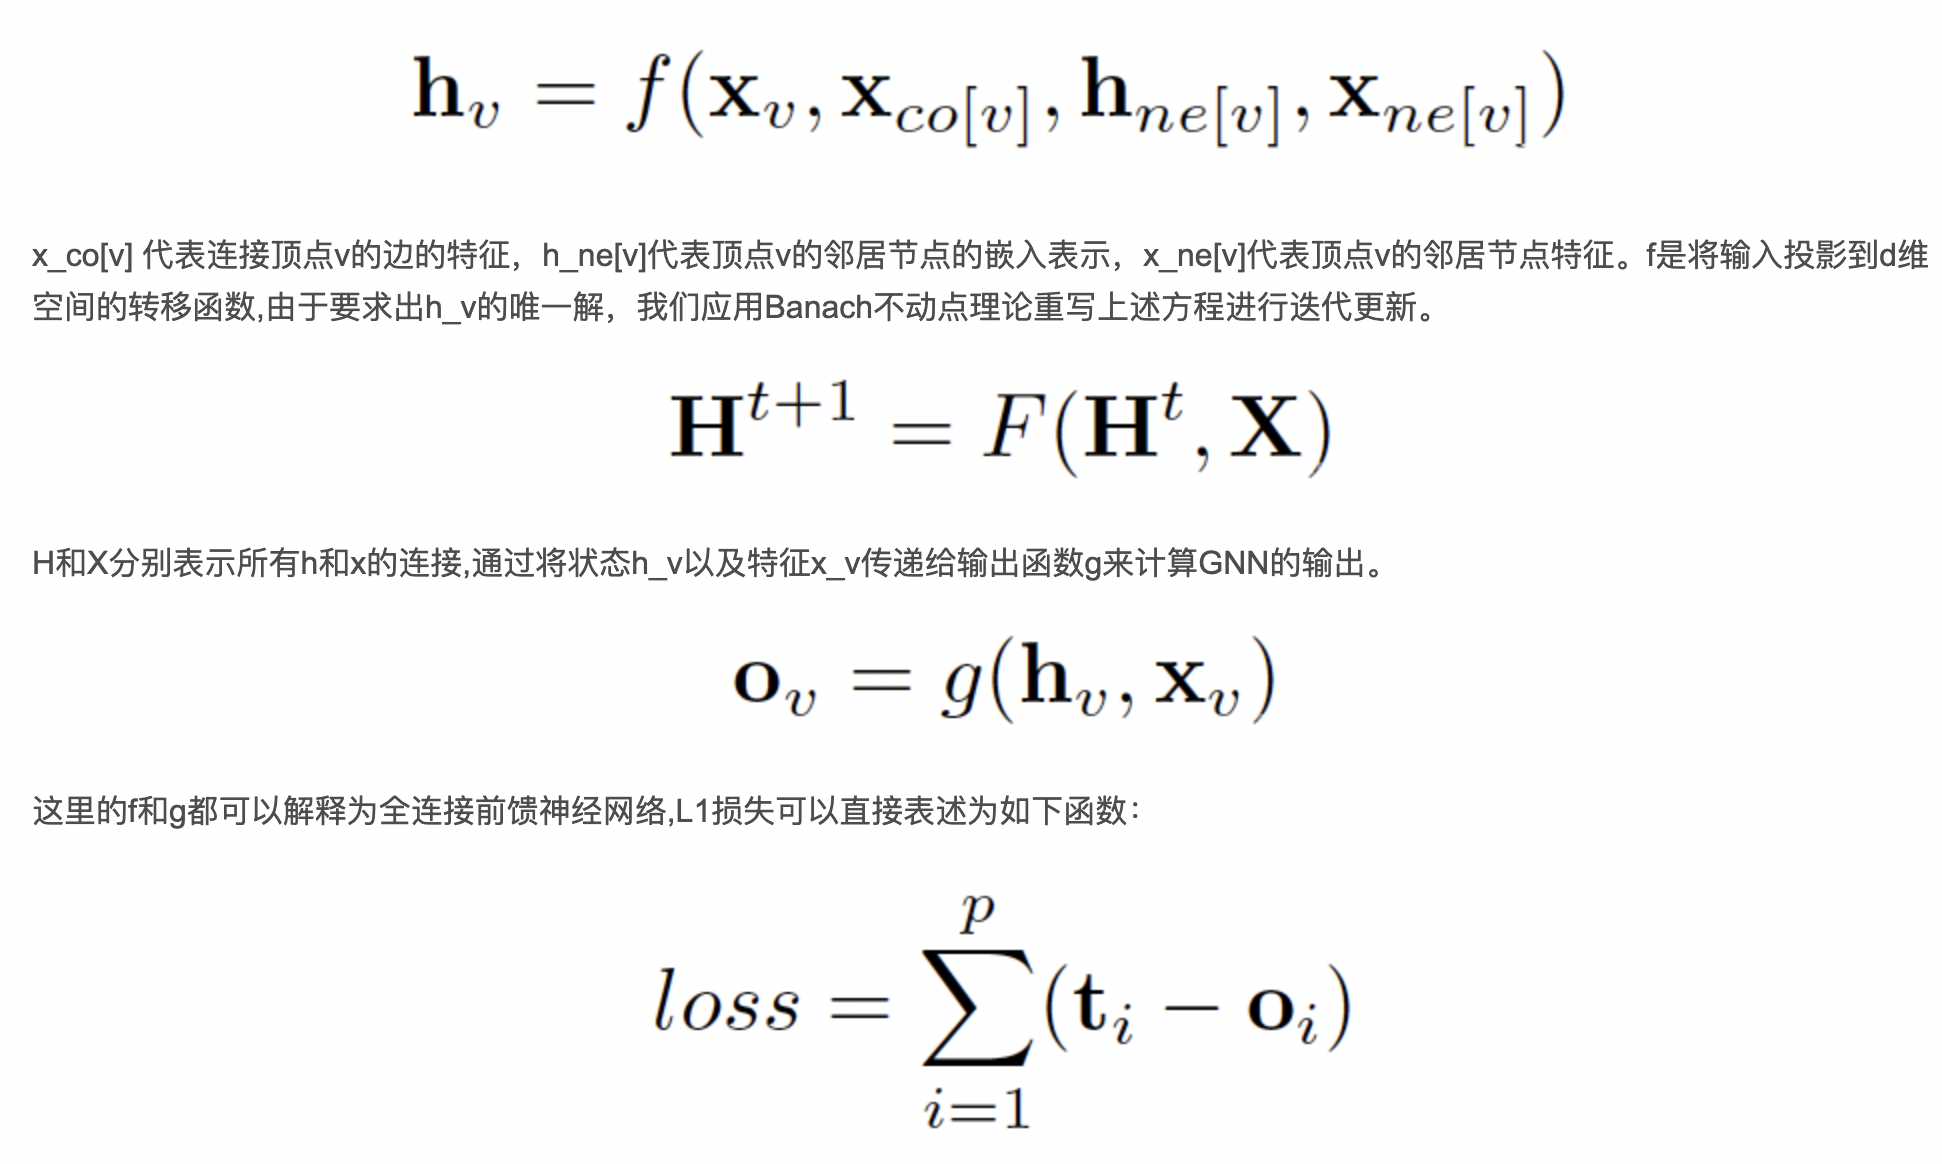 h_v = f(x_v, x_{co[v]}, h_{ne[v]}, x_{ne[v]})
x_co[v] 代表连接顶点v的边的特征，h_ne[v]代表顶点v的邻居节点的嵌入表示，x_ne[v]代表顶点v的邻居节点特征。f是将输入投影到d维
空间的转移函数,由于要求出h_v的唯一解，我们应用Banach不动点理论重写上述方程进行迭代更新。
H^{t+1} = F(H^t, X)
H和X分别表示所有h和x的连接,通过将状态h_v以及特征x_v传递给输出函数g来计算GNN的输出。
o_v = g(h_v, x_v)
这里的f和g都可以解释为全连接前馈神经网络,L1损失可以直接表述为如下函数：
loss = \sum_{i=1}^{p} (t_i − o_i)